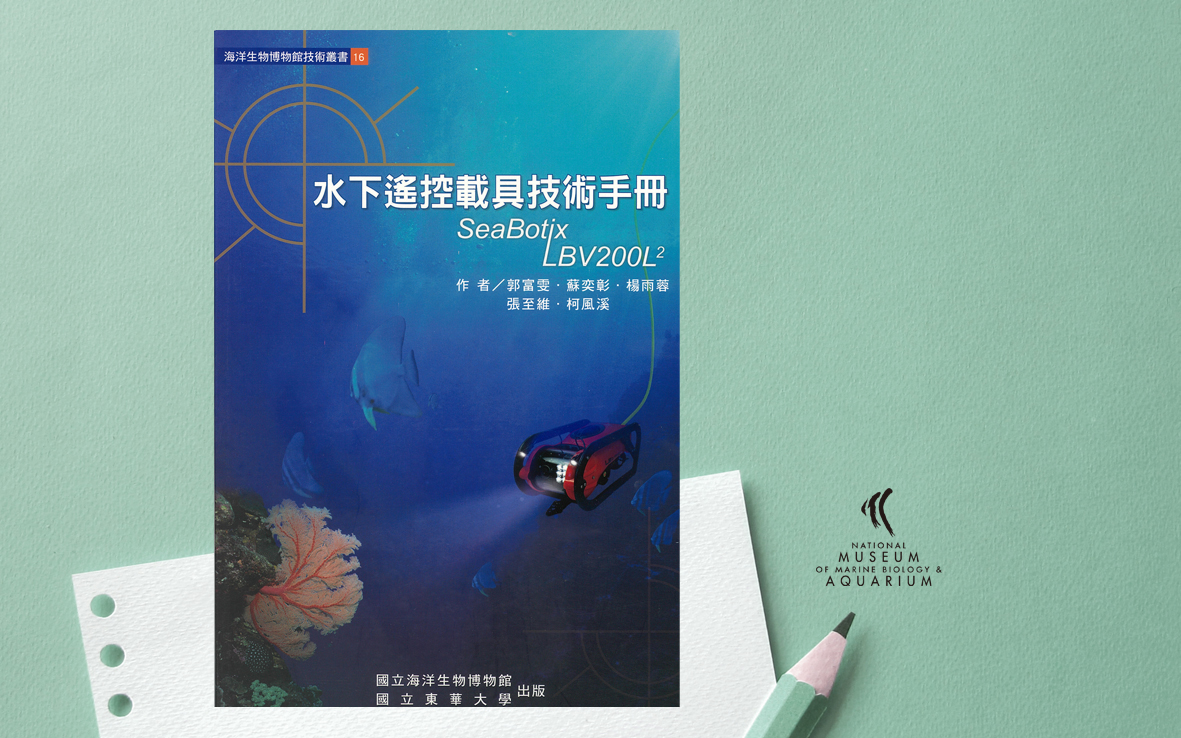 海洋生物博物館技術叢書 16
水下遙控載具技術手冊
SeaBotix
LBV200L²
作 者／郭富雯．蘇奕彰．楊雨蓉
張至維．柯風溪
國立海洋生物博物館
國立東華大學 出版
NATIONAL
MUSEUM
OF MARINE BIOLOGY &
AQUARIUM